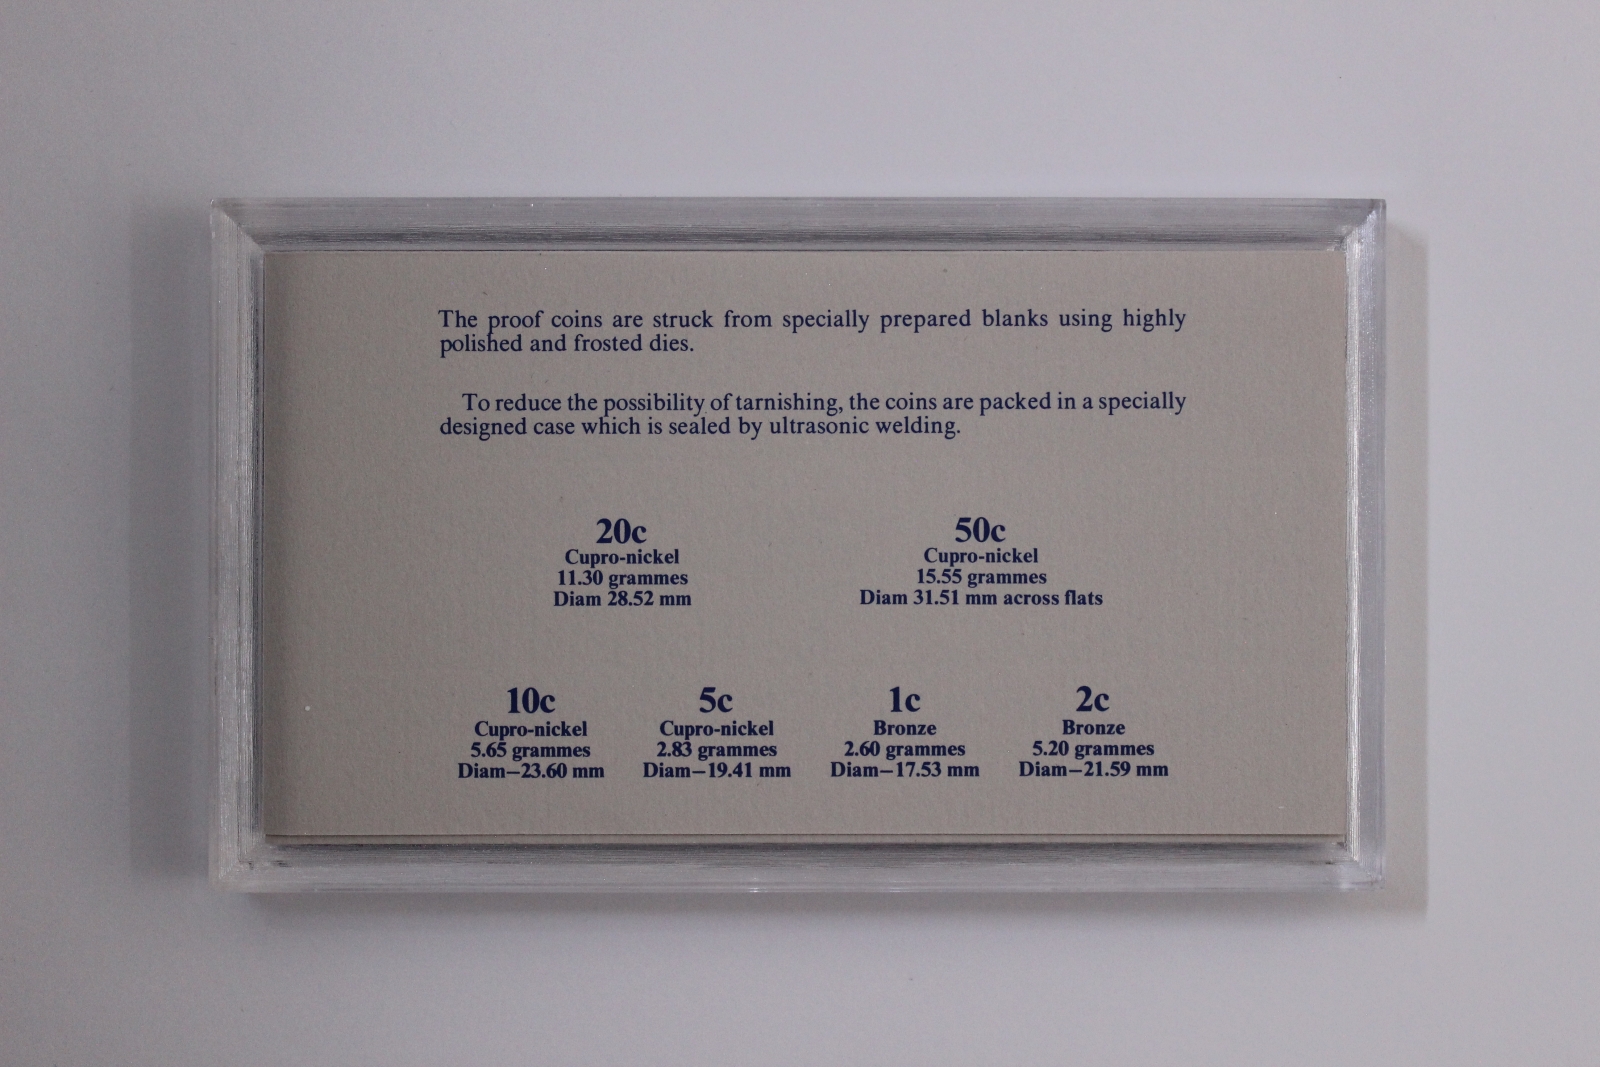 The proof coins are struck from specially prepared blanks using highly
polished and frosted dies.
To reduce the possibility of tarnishing, the coins are packed in a specially
designed case which is sealed by ultrasonic welding.
20c
Cupro-nickel
11.30 grammes
Diam 28.52 mm
50c
Cupro-nickel
15.55 grammes
Diam 31.51 mm across flats
10c
Cupro-nickel
5.65 grammes
Diam—23.60 mm
5c
Cupro-nickel
2.83 grammes
Diam—19.41 mm
1c
Bronze
2.60 grammes
Diam—17.53 mm
2c
Bronze
5.20 grammes
Diam—21.59 mm